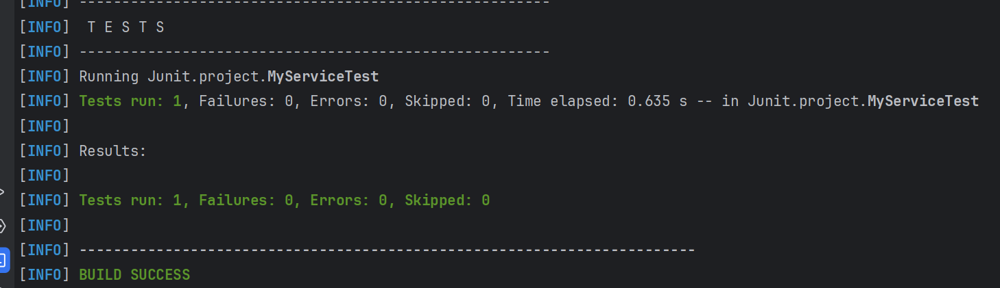 [INFO] -------------------------------------------------------
[INFO]  T E S T S
[INFO] -------------------------------------------------------
[INFO] Running Junit.project.MyServiceTest
[INFO] Tests run: 1, Failures: 0, Errors: 0, Skipped: 0, Time elapsed: 0.635 s -- in Junit.project.MyServiceTest
[INFO]
[INFO] Results:
[INFO]
[INFO] Tests run: 1, Failures: 0, Errors: 0, Skipped: 0
[INFO]
[INFO] ------------------------------------------------------------------------
[INFO] BUILD SUCCESS